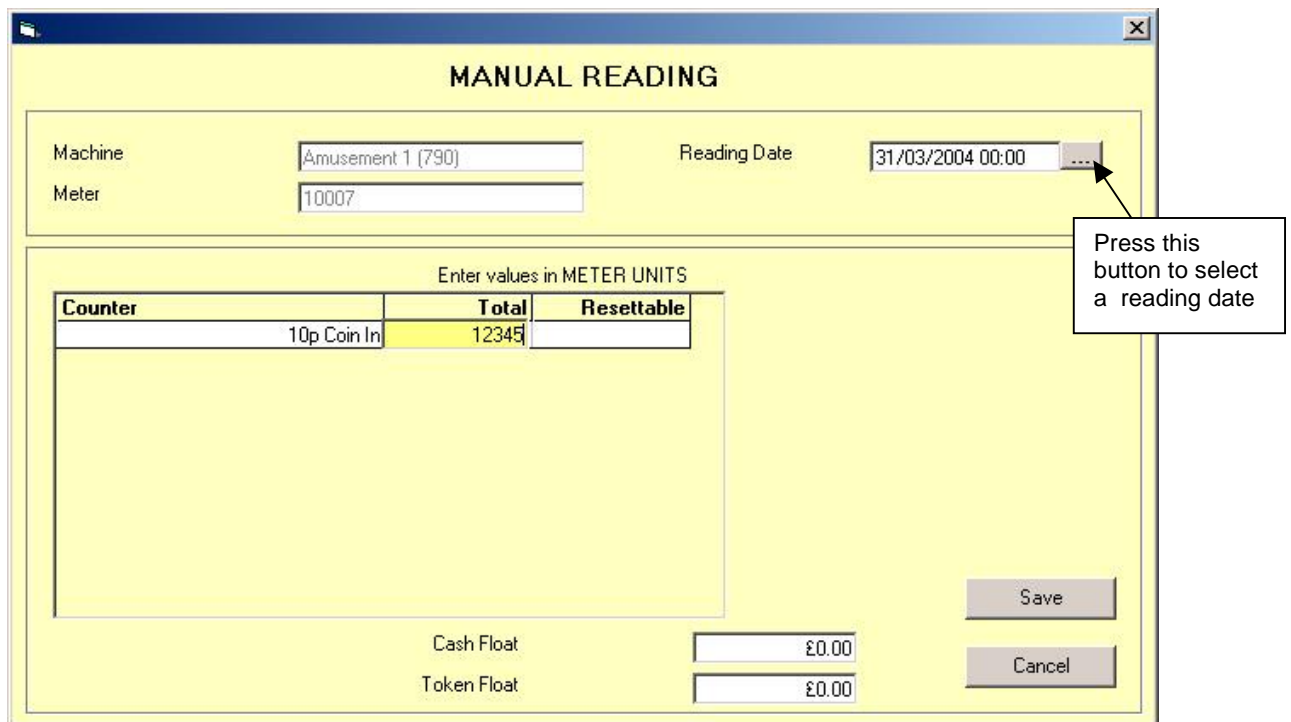 MANUAL READING
Machine Amusement 1 (790) Reading Date 31/03/2004 00:00 ...
Meter 10007
Press this
button to select
a reading date
Enter values in METER UNITS
Counter Total Resettable
10p Coin In 12345
Save
Cash Float £0.00
Cancel
Token Float £0.00